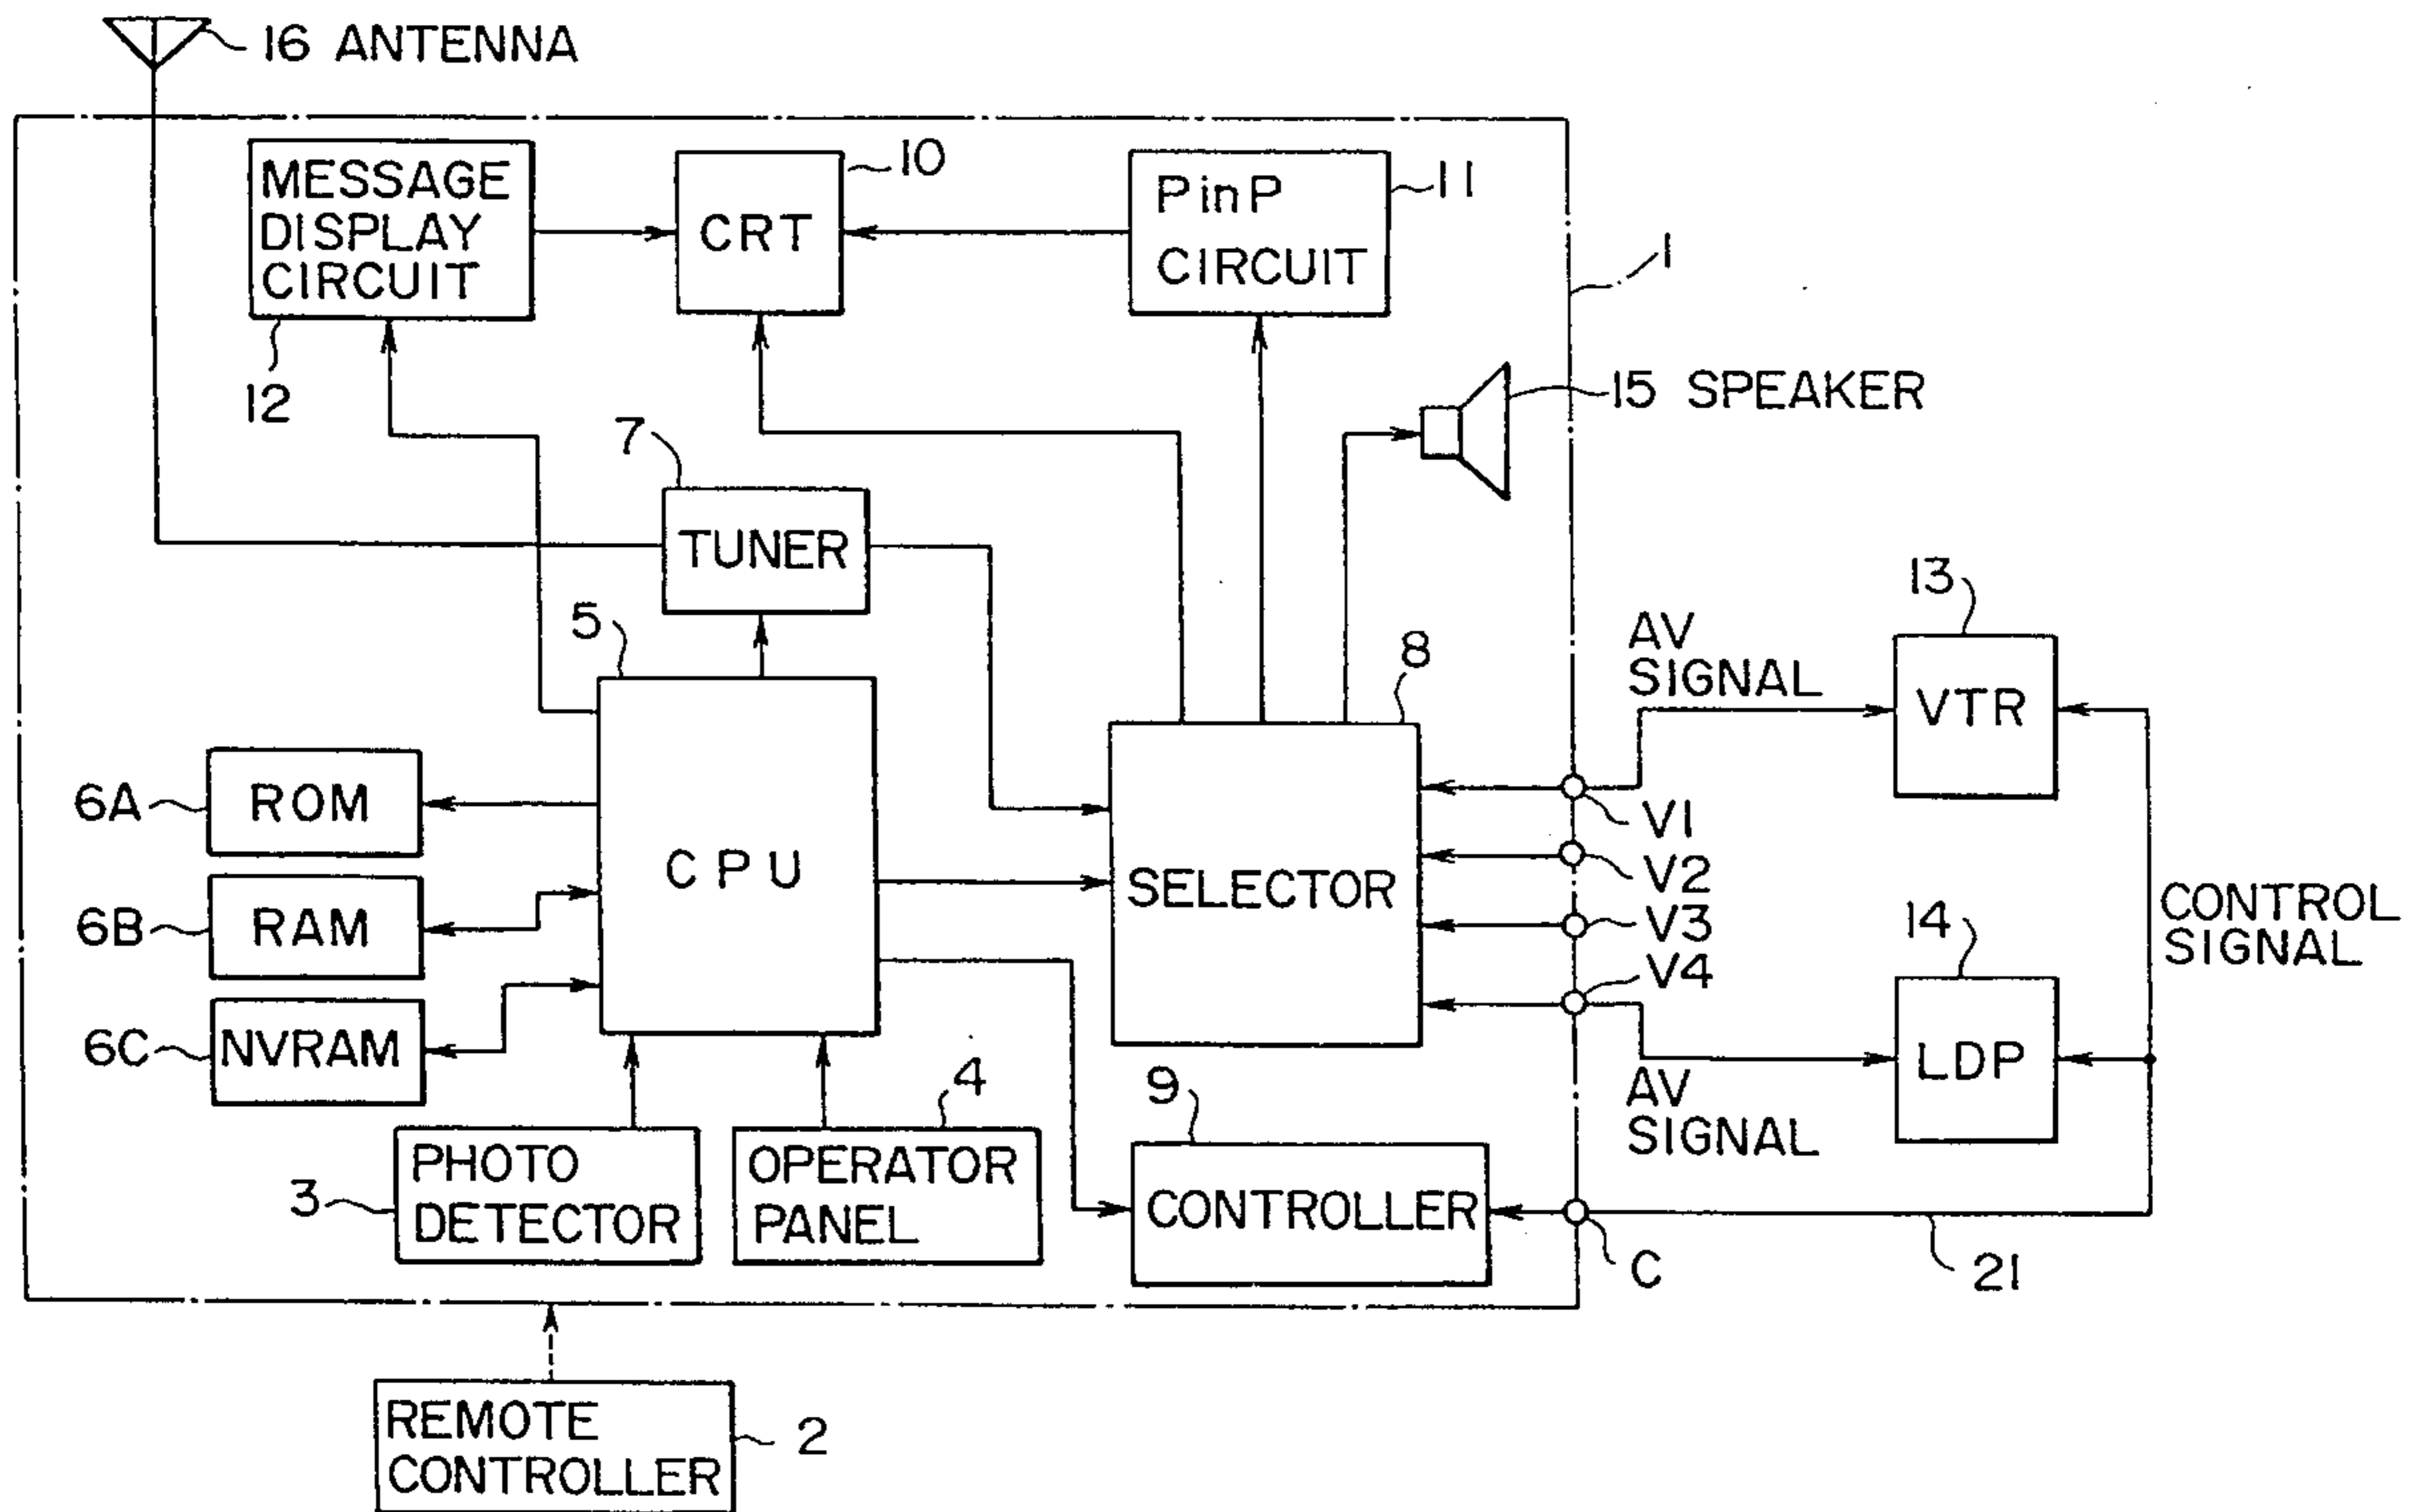 16 ANTENNA
MESSAGE
DISPLAY
CIRCUIT
12
CRT
10
PinP
CIRCUIT
11
1
15 SPEAKER
7
TUNER
5
CPU
8
SELECTOR
AV
SIGNAL
13
VTR
6A
ROM
6B
RAM
6C
NVRAM
V1
V2
V3
V4
CONTROL
SIGNAL
14
LDP
AV
SIGNAL
3
PHOTO
DETECTOR
4
OPERATOR
PANEL
9
CONTROLLER
C
21
REMOTE
CONTROLLER
2